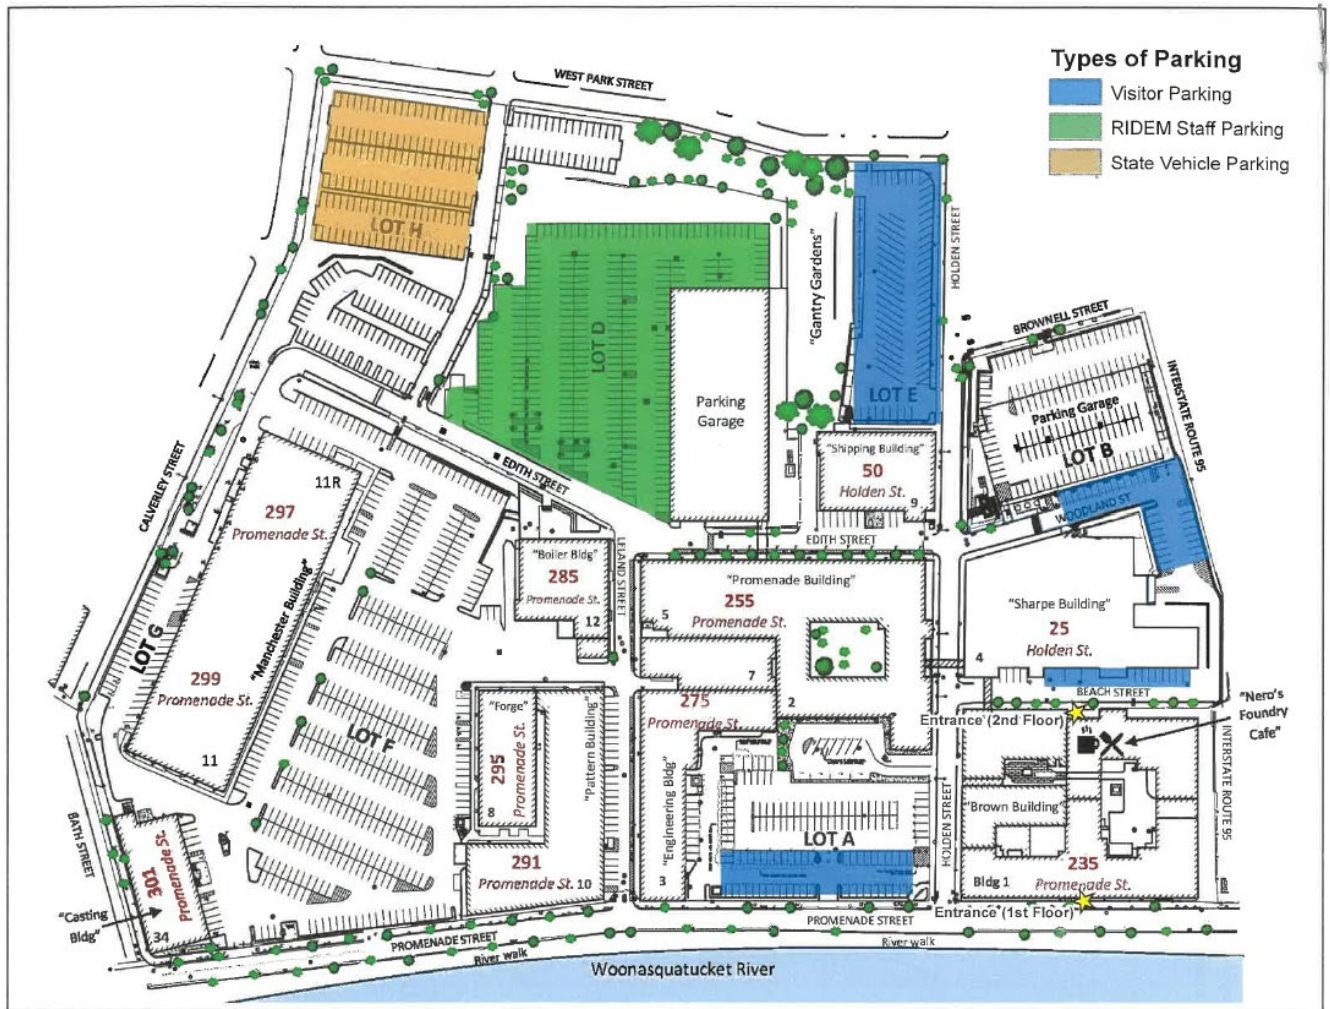 WEST PARK STREET
Types of Parking
Visitor Parking
RIDEM Staff Parking
State Vehicle Parking
LOT H
HOLDEN STREET
"Gantry Gardens"
LOT D
LOT E
BROWNELL STREET
INTERSTATE ROUTE 95
Parking
Garage
Parking Garage
LOT B
WOODLAND ST
CALVERLEY STREET
EDITH STREET
"Shipping Building"
50
Holden St.
9
EDITH STREET
11R
297
Promenade St.
"Manchester Building"
299
Promenade St.
11
LOT G
LELAND STREET
"Boiler Bldg"
285
Promenade St.
12
"Promenade Building"
255
Promenade St.
5
7
2
275
Promenade St.
"Sharpe Building"
25
Holden St.
4
BEACH STREET
Entrance (2nd Floor)
"Nero's
Foundry
Cafe"
INTERSTATE ROUTE 95
LOT F
"Forge"
295
Promenade St.
8
"Pattern Building"
291
Promenade St.
10
"Engineering Bldg"
3
LOT A
HOLDEN STREET
"Brown Building"
235
Promenade St.
Bldg 1
Entrance (1st Floor)
BATH STREET
301
Promenade St.
"Casting
Bldg"
34
PROMENADE STREET
River walk
PROMENADE STREET
River walk
Woonasquatucket River